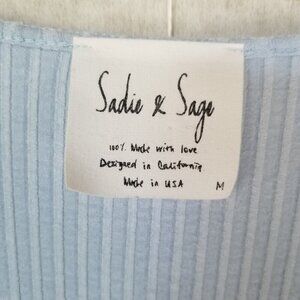 Sadie & Sage
100% Made with love
Designed in California
Made in USA M